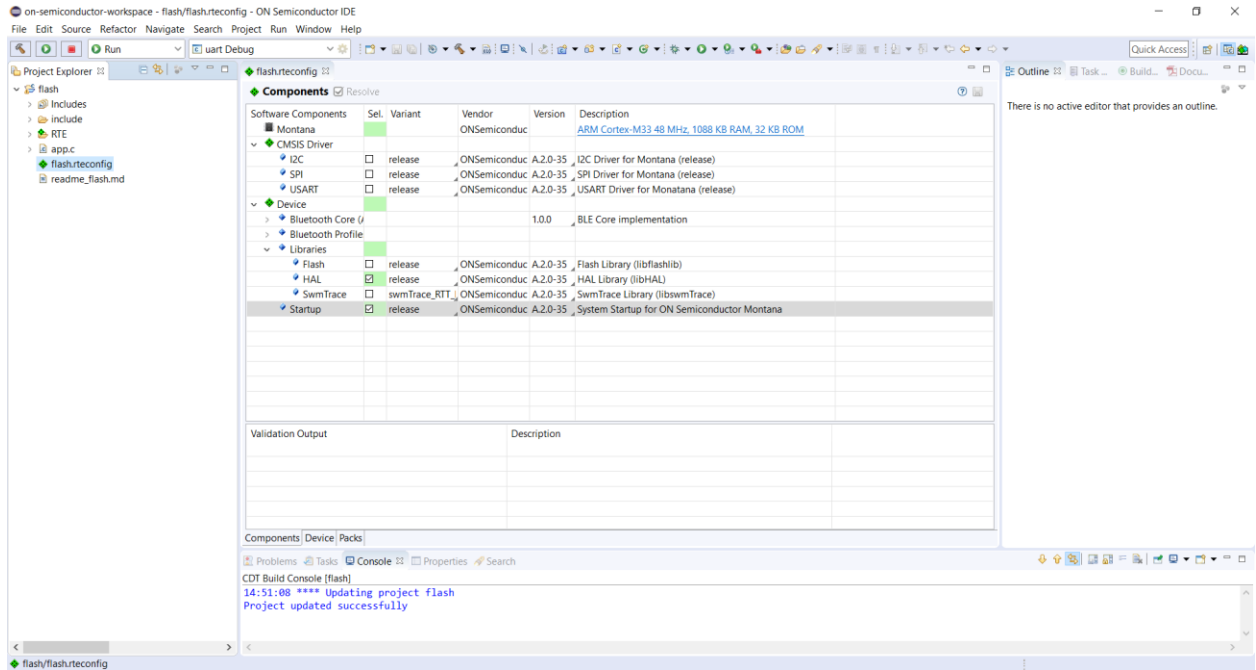 on-semiconductor-workspace - flash/flash.rteconfig - ON Semiconductor IDE
File Edit Source Refactor Navigate Search Project Run Window Help
Run
uart Debug
Quick Access
Project Explorer
flash
Includes
include
RTE
app.c
flash.rteconfig
readme_flash.md
flash.rteconfig
Components Resolve
Software Components Sel. Variant Vendor Version Description
Montana ONSemiconduc ARM Cortex-M33 48 MHz, 1088 KB RAM, 32 KB ROM
CMSIS Driver
I2C release ONSemiconduc A.2.0-35 I2C Driver for Montana (release)
SPI release ONSemiconduc A.2.0-35 SPI Driver for Montana (release)
USART release ONSemiconduc A.2.0-35 USART Driver for Monatana (release)
Device
Bluetooth Core (A 1.0.0 BLE Core implementation
Bluetooth Profile
Libraries
Flash release ONSemiconduc A.2.0-35 Flash Library (libflashlib)
HAL release ONSemiconduc A.2.0-35 HAL Library (libHAL)
SwmTrace swmTrace_RTT_ ONSemiconduc A.2.0-35 SwmTrace Library (libswmTrace)
Startup release ONSemiconduc A.2.0-35 System Startup for ON Semiconductor Montana
Validation Output Description
Components Device Packs
Outline Task ... Build... Docu...
There is no active editor that provides an outline.
Problems Tasks Console Properties Search
CDT Build Console [flash]
14:51:08 **** Updating project flash
Project updated successfully
flash/flash.rteconfig